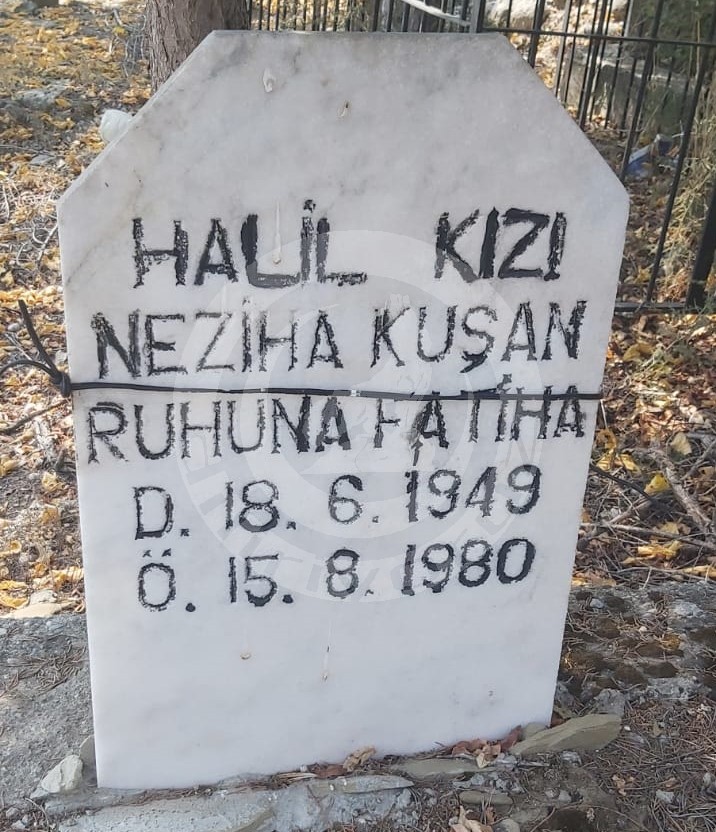 HALİL KIZI
NEZİHA KUŞAN
RUHUNA FATİHA
D. 18. 6. 1949
Ö. 15. 8. 1980